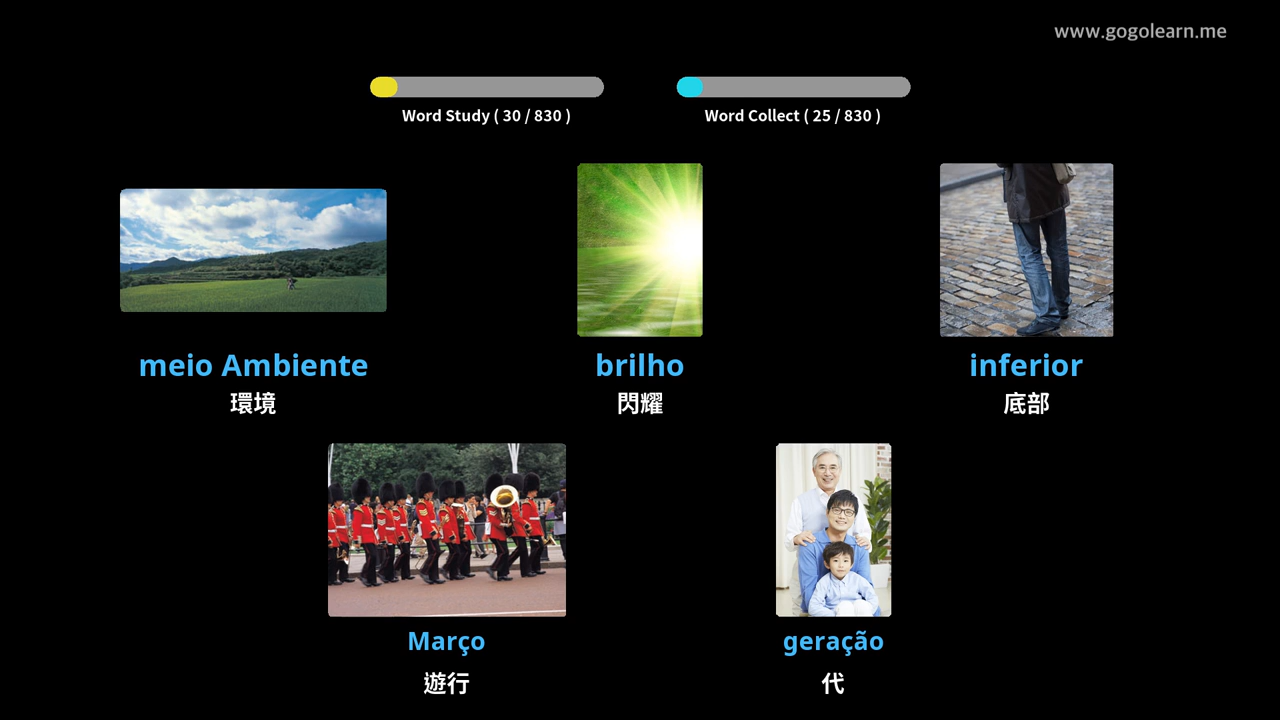 www.gogolearn.me
Word Study ( 30 / 830 )
Word Collect ( 25 / 830 )
meio Ambiente
環境
brilho
閃耀
inferior
底部
Março
遊行
geração
代